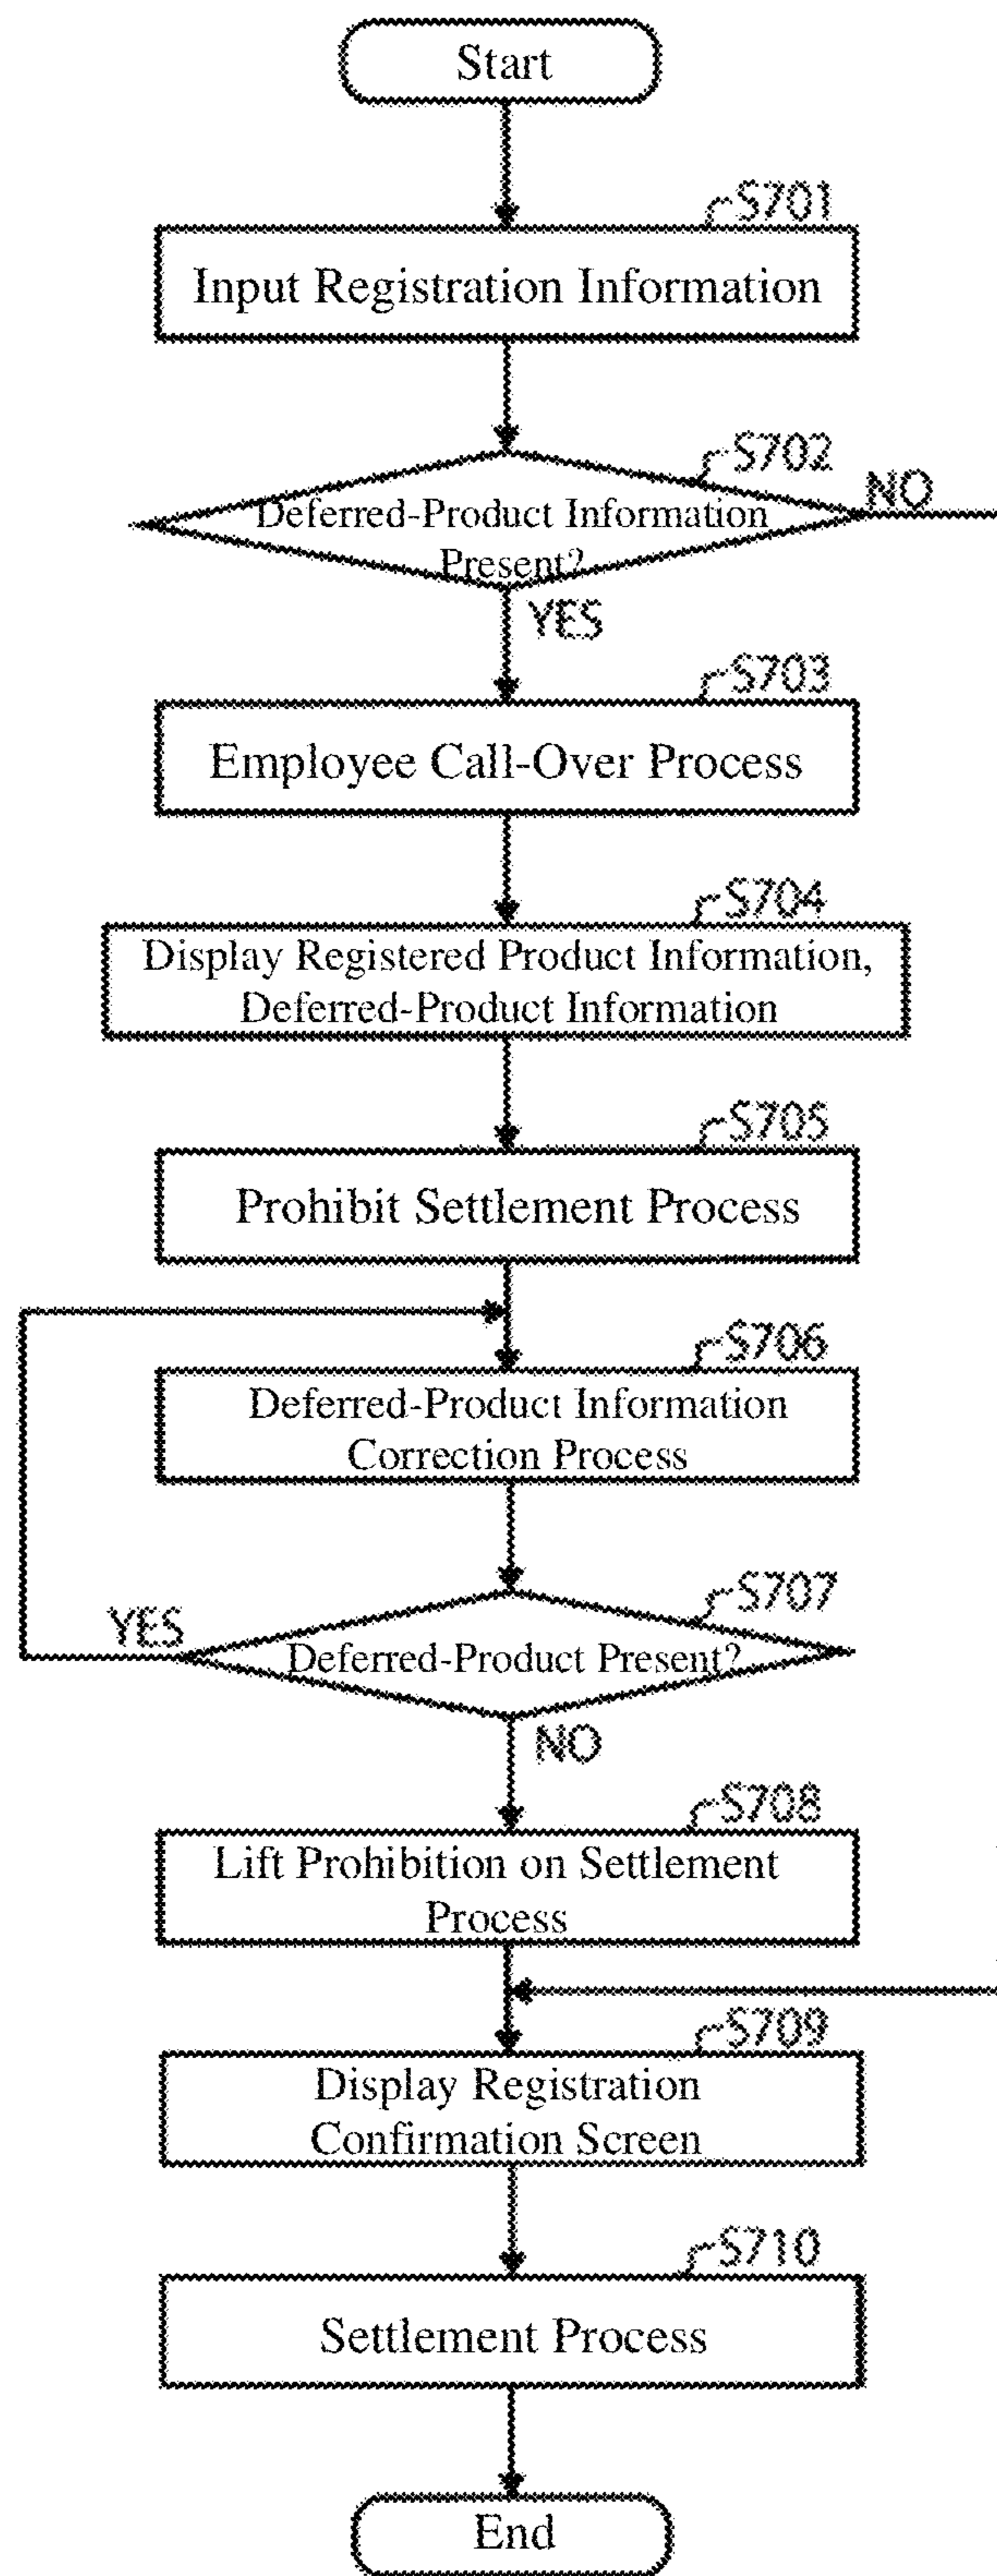 Start
S701
Input Registration Information
S702
NO
Deferred-Product Information
Present?
YES
S703
Employee Call-Over Process
S704
Display Registered Product Information,
Deferred-Product Information
S705
Prohibit Settlement Process
S706
Deferred-Product Information
Correction Process
S707
YES
Deferred-Product Present?
NO
S708
Lift Prohibition on Settlement
Process
S709
Display Registration
Confirmation Screen
S710
Settlement Process
End